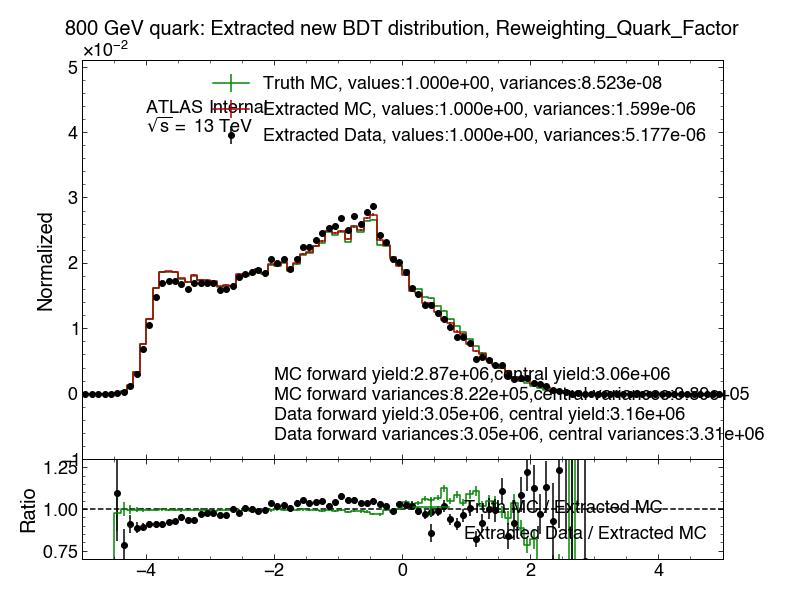 800 GeV quark: Extracted new BDT distribution, Reweighting_Quark_Factor
×10⁻²
Truth MC, values:1.000e+00, variances:8.523e-08
ATLAS Internal
Extracted MC, values:1.000e+00, variances:1.599e-06
√s = 13 TeV
Extracted Data, values:1.000e+00, variances:5.177e-06
5
4
3
2
1
0
Normalized
MC forward yield:2.87e+06,central yield:3.06e+06
MC forward variances:8.22e+05,central variances:9.89e+05
Data forward yield:3.05e+06, central yield:3.16e+06
Data forward variances:3.05e+06, central variances:3.31e+06
1.25
1.00
0.75
Ratio
Truth MC / Extracted MC
Extracted Data / Extracted MC
−4 −2 0 2 4